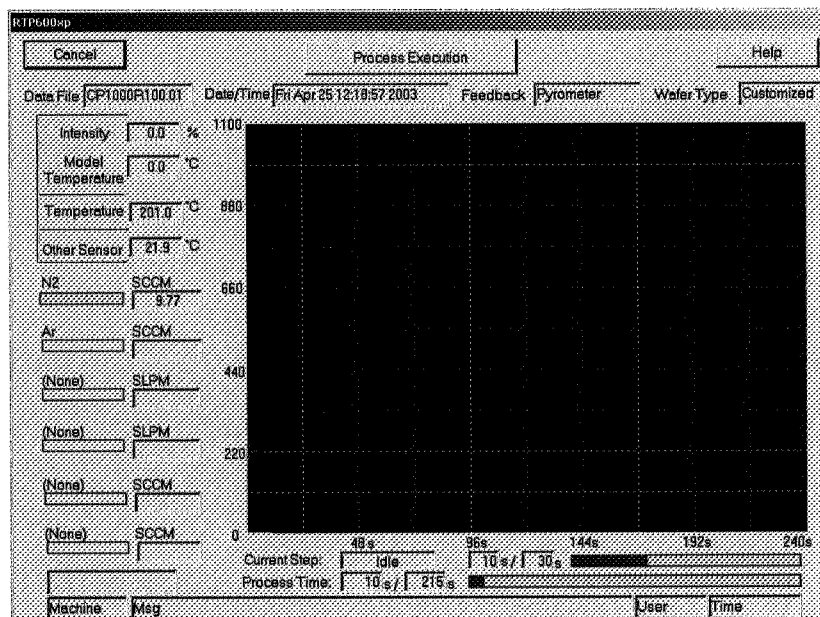 RTP600xp
Cancel Process Execution Help
Data File CP1000R100.01 Date/Time Fri Apr 25 12:18:57 2003 Feedback Pyrometer Wafer Type Customized
Intensity 0.0 %
Model Temperature 0.0 °C
Temperature 201.0 °C
Other Sensor 21.9 °C
N2 SCCM
9.77
Ar SCCM
(None) SLPM
(None) SLPM
(None) SCCM
(None) SCCM
1100
880
660
440
220
0
48s 96s 144s 192s 240s
Current Step: Idle 10 s / 30 s
Process Time: 10 s / 215 s
Machine Msg User Time